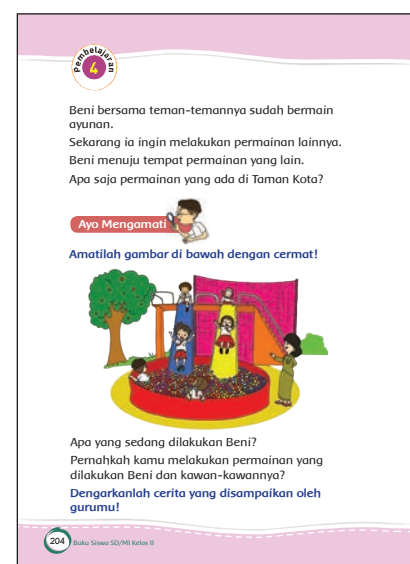 Pembelajaran
4
Beni bersama teman-temannya sudah bermain
ayunan.
Sekarang ia ingin melakukan permainan lainnya.
Beni menuju tempat permainan yang lain.
Apa saja permainan yang ada di Taman Kota?
Ayo Mengamati
Amatilah gambar di bawah dengan cermat!
Apa yang sedang dilakukan Beni?
Pernahkah kamu melakukan permainan yang
dilakukan Beni dan kawan-kawannya?
Dengarkanlah cerita yang disampaikan oleh
gurumu!
204 Buku Siswa SD/MI Kelas II